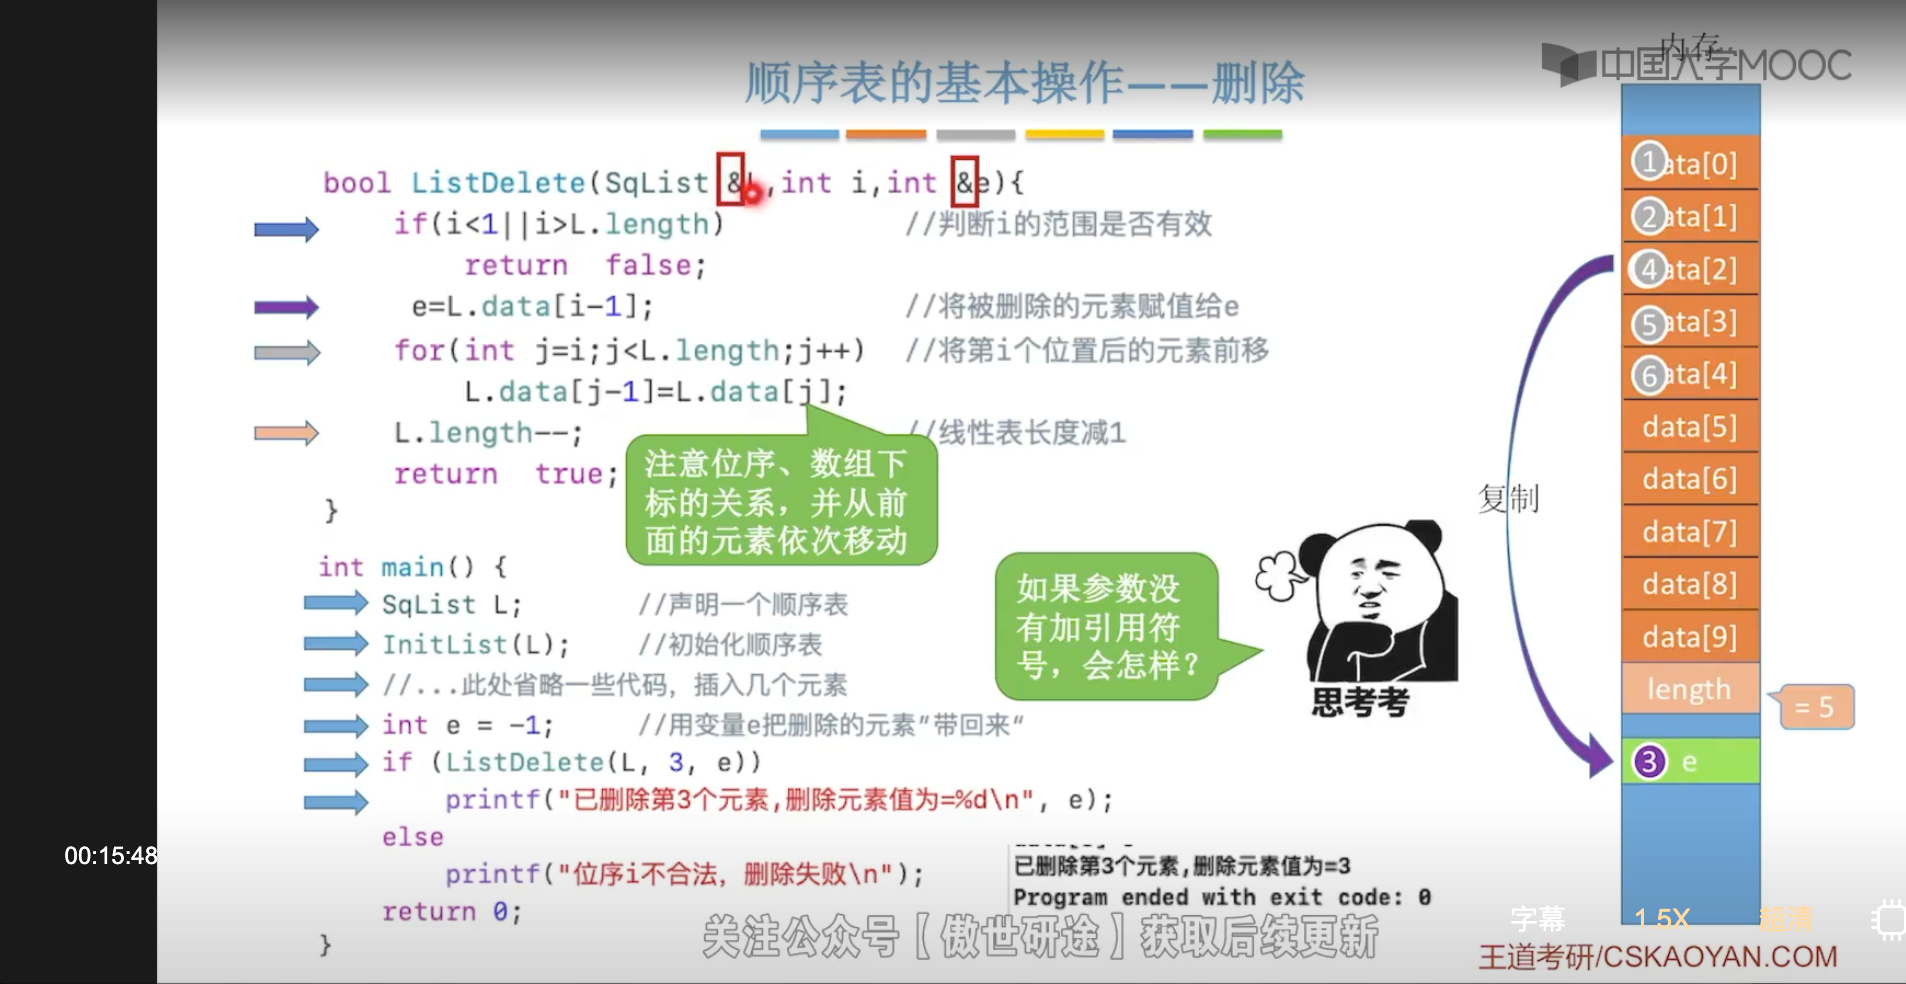 内存
中国大学MOOC
顺序表的基本操作——删除
bool ListDelete(SqList &L,int i,int &e){
if(i<1||i>L.length) //判断i的范围是否有效
return false;
e=L.data[i-1]; //将被删除的元素赋值给e
for(int j=i;j<L.length;j++) //将第i个位置后的元素前移
L.data[j-1]=L.data[j];
L.length--; //线性表长度减1
return true;
}
注意位序、数组下
标的关系，并从前
面的元素依次移动
int main() {
SqList L; //声明一个顺序表
InitList(L); //初始化顺序表
//...此处省略一些代码，插入几个元素
int e = -1; //用变量e把删除的元素"带回来"
if (ListDelete(L, 3, e))
printf("已删除第3个元素,删除元素值为=%d\n", e);
else
printf("位序i不合法，删除失败\n");
return 0;
}
如果参数没
有加引用符
号，会怎样？
思考考
已删除第3个元素,删除元素值为=3
Program ended with exit code: 0
1 ata[0]
2 ata[1]
4 ata[2]
5 ata[3]
6 ata[4]
data[5]
data[6]
data[7]
data[8]
data[9]
length
= 5
3 e
复制
00:15:48
关注公众号【傲世研途】获取后续更新
字幕 1.5X 超清
王道考研/CSKAOYAN.COM